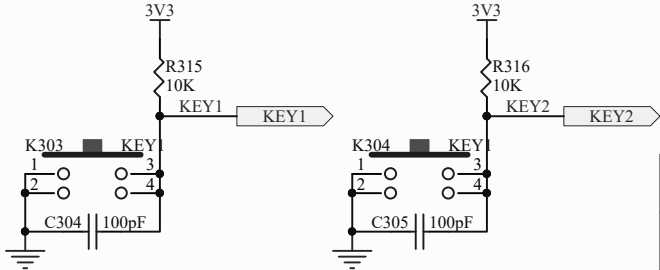 3V3
3V3
R315
10K
R316
10K
KEY1
KEY1
KEY2
KEY2
K303
KEY1
K304
KEY1
1
3
1
3
2
4
2
4
C304
100pF
C305
100pF